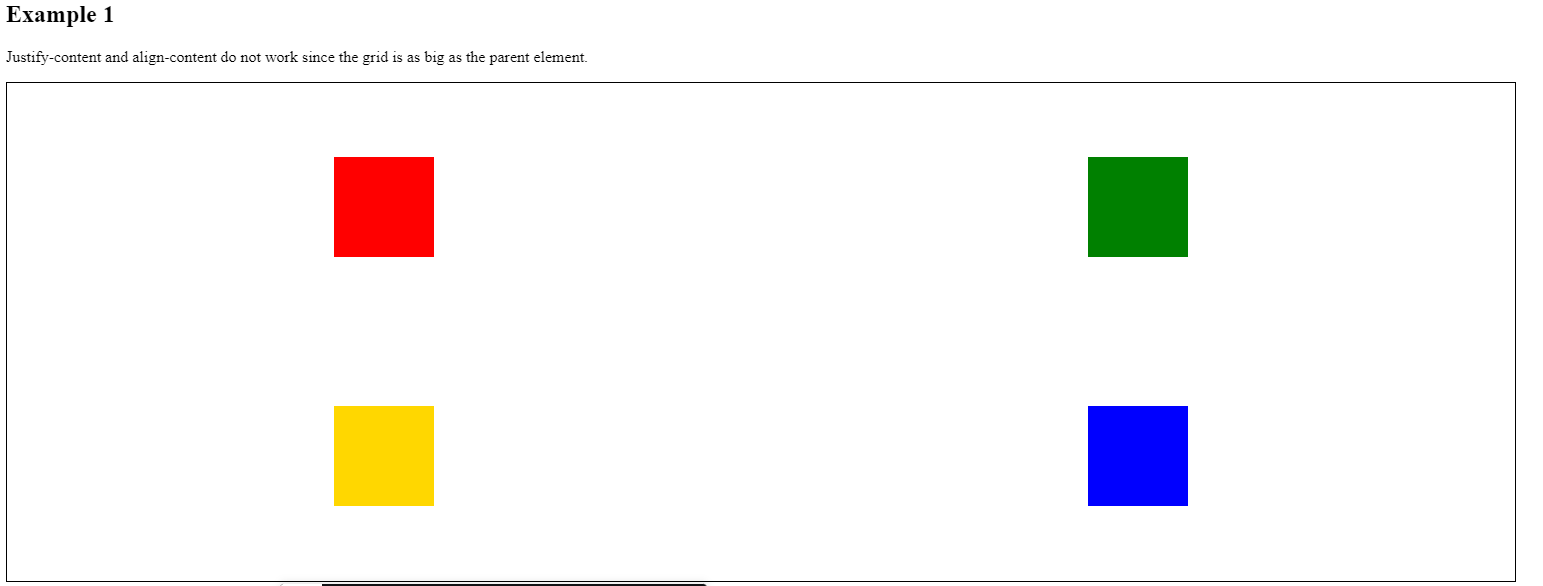 Example 1
Justify-content and align-content do not work since the grid is as big as the parent element.